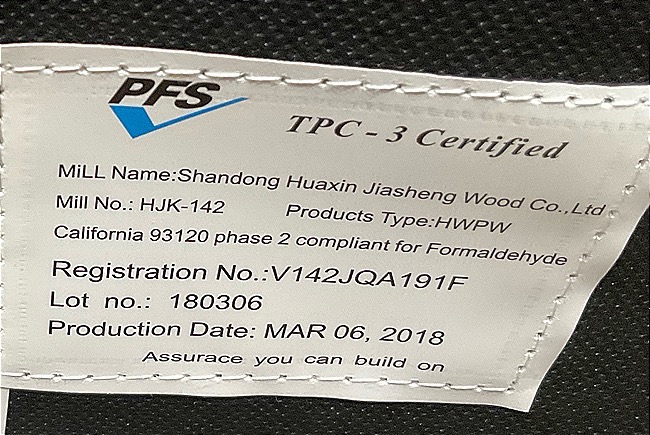 PFS
TPC - 3 Certified
MiLL Name:Shandong Huaxin Jiasheng Wood Co.,Ltd
Mill No.: HJK-142 Products Type:HWPW
California 93120 phase 2 compliant for Formaldehyde
Registration No.:V142JQA191F
Lot no.: 180306
Production Date: MAR 06, 2018
Assurace you can build on